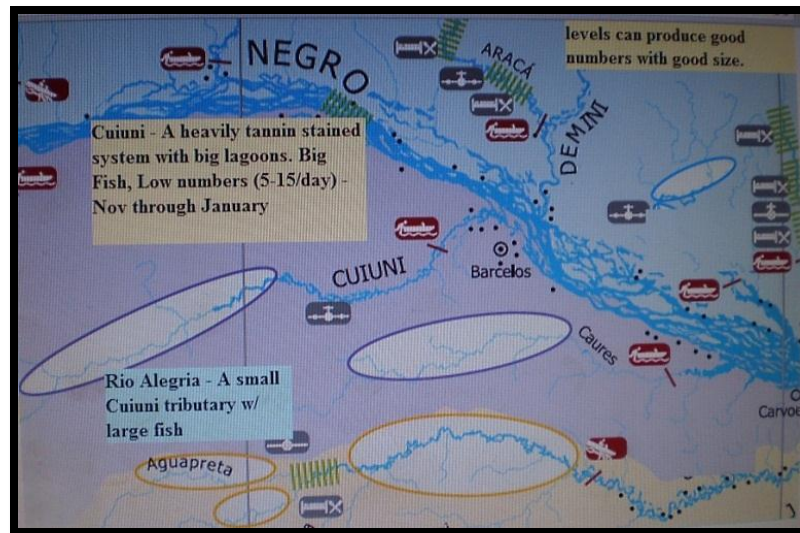 levels can produce good
numbers with good size.
NEGRO
ARACÁ
DEMINI
Cuiuni - A heavily tannin stained
system with big lagoons. Big
Fish, Low numbers (5-15/day) -
Nov through January
CUIUNI
Barcelos
Caures
Rio Alegria - A small
Cuiuni tributary w/
large fish
Aguapreta